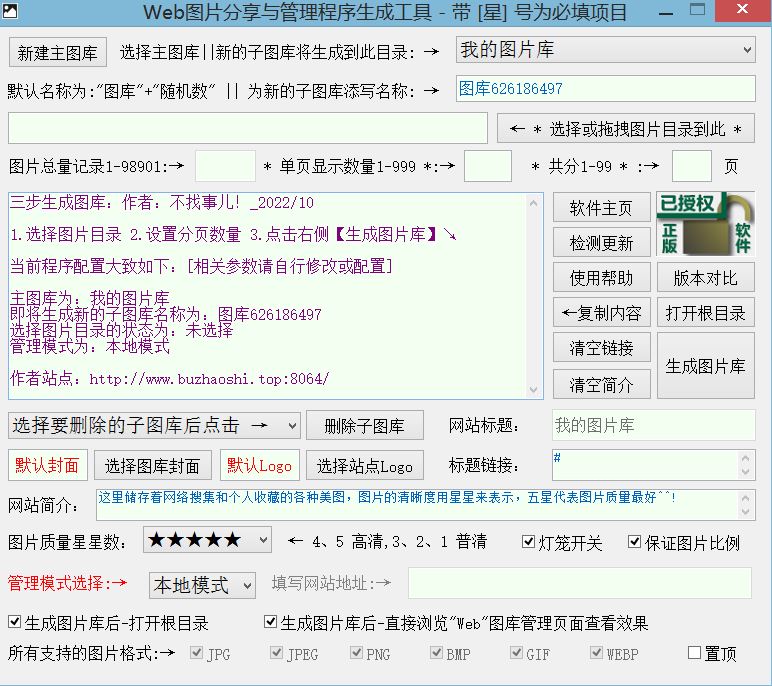 Web图片分享与管理程序生成工具 - 带 [星] 号为必填项目
新建主图库 选择主图库||新的子图库将生成到此目录: → 我的图片库
默认名称为:"图库"+"随机数" || 为新的子图库添写名称: → 图库626186497
← * 选择或拖拽图片目录到此 *
图片总量记录1-98901:→ * 单页显示数量1-999 *:→ * 共分1-99 * :→ 页
三步生成图库: 作者: 不找事儿! _2022/10
1.选择图片目录 2.设置分页数量 3.点击右侧【生成图片库】↘
当前程序配置大致如下: [相关参数请自行修改或配置]
主图库为: 我的图片库
即将生成新的子图库名称为: 图库626186497
选择图片目录的状态为: 未选择
管理模式为: 本地模式
作者站点: http://www.buzhaoshi.top:8064/
软件主页 已授权 正版 软件
检测更新
使用帮助 版本对比
←复制内容 打开根目录
清空链接 生成图片库
清空简介
选择要删除的子图库后点击 → 删除子图库 网站标题: 我的图片库
默认封面 选择图库封面 默认Logo 选择站点Logo 标题链接: #
网站简介: 这里储存着网络搜集和个人收藏的各种美图，图片的清晰度用星星来表示，五星代表图片质量最好^^!
图片质量星星数: ★★★★★ ← 4、5 高清,3、2、1 普清 灯笼开关 保证图片比例
管理模式选择:→ 本地模式 填写网站地址:→
生成图片库后-打开根目录 生成图片库后-直接浏览"Web"图库管理页面查看效果
所有支持的图片格式:→ JPG JPEG PNG BMP GIF WEBP 置顶